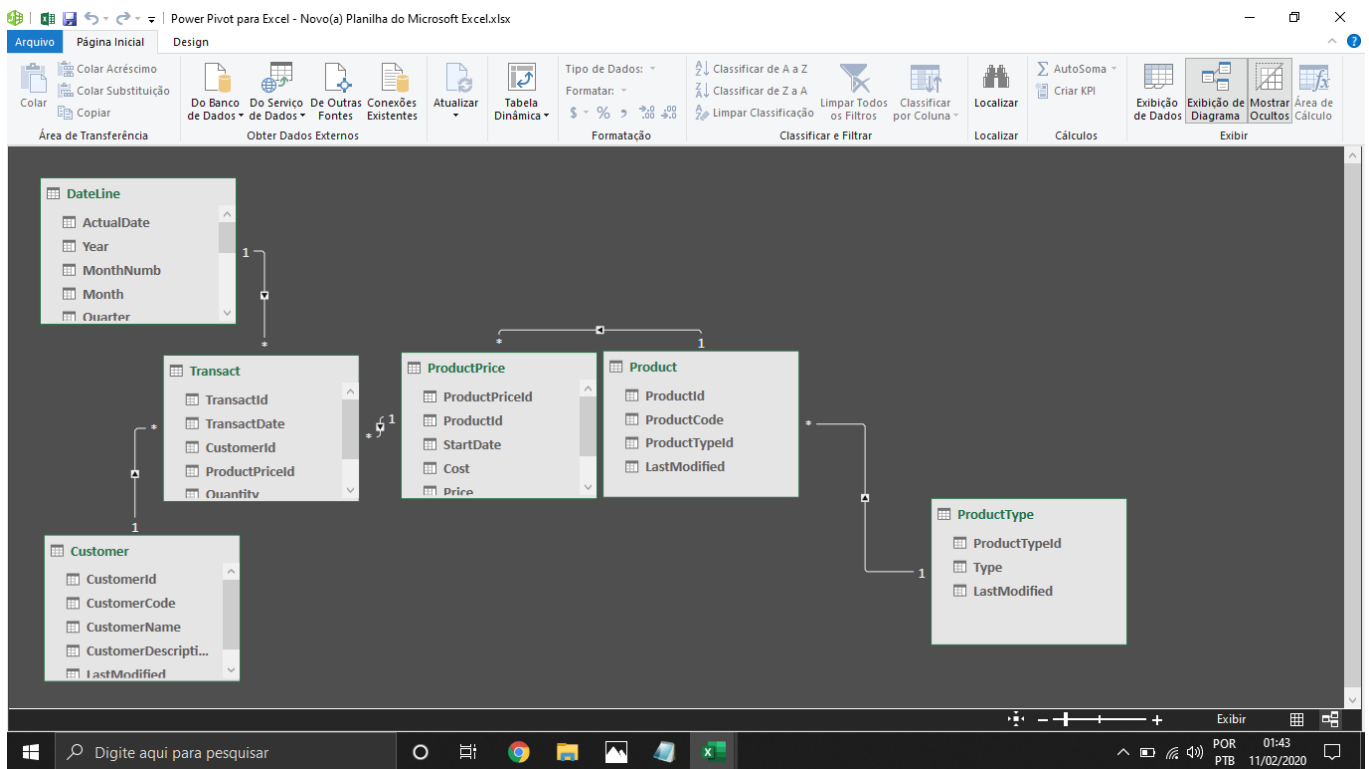 Power Pivot para Excel - Novo(a) Planilha do Microsoft Excel.xlsx
Arquivo Página Inicial Design
Colar
Colar Acréscimo
Colar Substituição
Copiar
Área de Transferência
Do Banco de Dados
Do Serviço de Dados
De Outras Fontes
Conexões Existentes
Obter Dados Externos
Atualizar
Tabela Dinâmica
Tipo de Dados:
Formatar:
$ % 
Formatação
Classificar de A a Z
Classificar de Z a A
Limpar Classificação
Limpar Todos os Filtros
Classificar por Coluna
Classificar e Filtrar
Localizar
Localizar
AutoSoma
Criar KPI
Cálculos
Exibição de Dados
Exibição de Diagrama
Mostrar Ocultos
Área de Cálculo
Exibir
DateLine
ActualDate
Year
MonthNumb
Month
Quarter
1
*
Transact
TransactId
TransactDate
CustomerId
ProductPriceId
Quantity
*
1
* 1
ProductPrice
ProductPriceId
ProductId
StartDate
Cost
Price
* 1
Product
ProductId
ProductCode
ProductTypeId
LastModified
*
1
ProductType
ProductTypeId
Type
LastModified
Customer
CustomerId
CustomerCode
CustomerName
CustomerDescripti...
LastModified
Exibir
Digite aqui para pesquisar
POR
PTB
01:43
11/02/2020